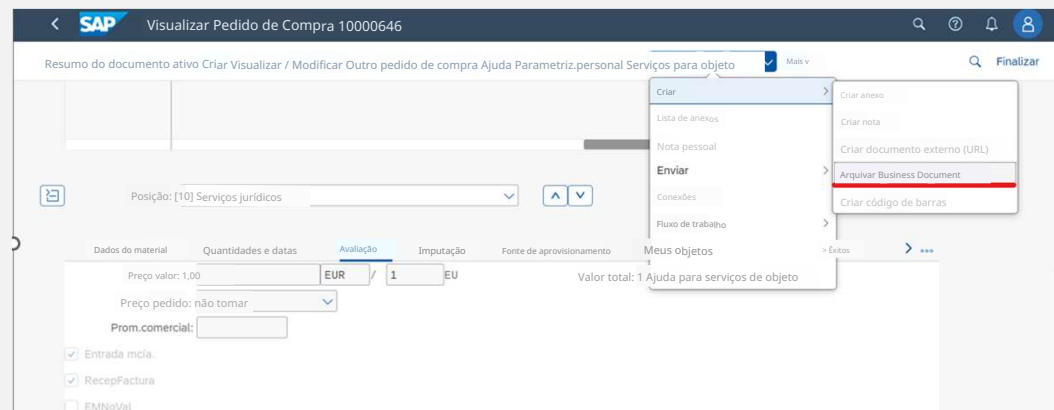 SAP Visualizar Pedido de Compra 10000646
Resumo do documento ativo Criar Visualizar / Modificar Outro pedido de compra Ajuda Parametriz.personal Serviços para objeto Mais v Finalizar
Criar
Criar anexo
Lista de anexos
Criar nota
Nota pessoal
Criar documento externo (URL)
Enviar
Arquivar Business Document
Conexões
Criar código de barras
Posição: [10] Serviços jurídicos
Fluxo de trabalho
Dados do material Quantidades e datas Avaliação Imputação Fonte de aprovisionamento Meus objetos > Êxitos
Preço valor: 1,00 EUR / 1 EU Valor total: 1 Ajuda para serviços de objeto
Preço pedido: não tomar
Prom.comercial:
Entrada mcía.
RecepFactura
EMNoVal